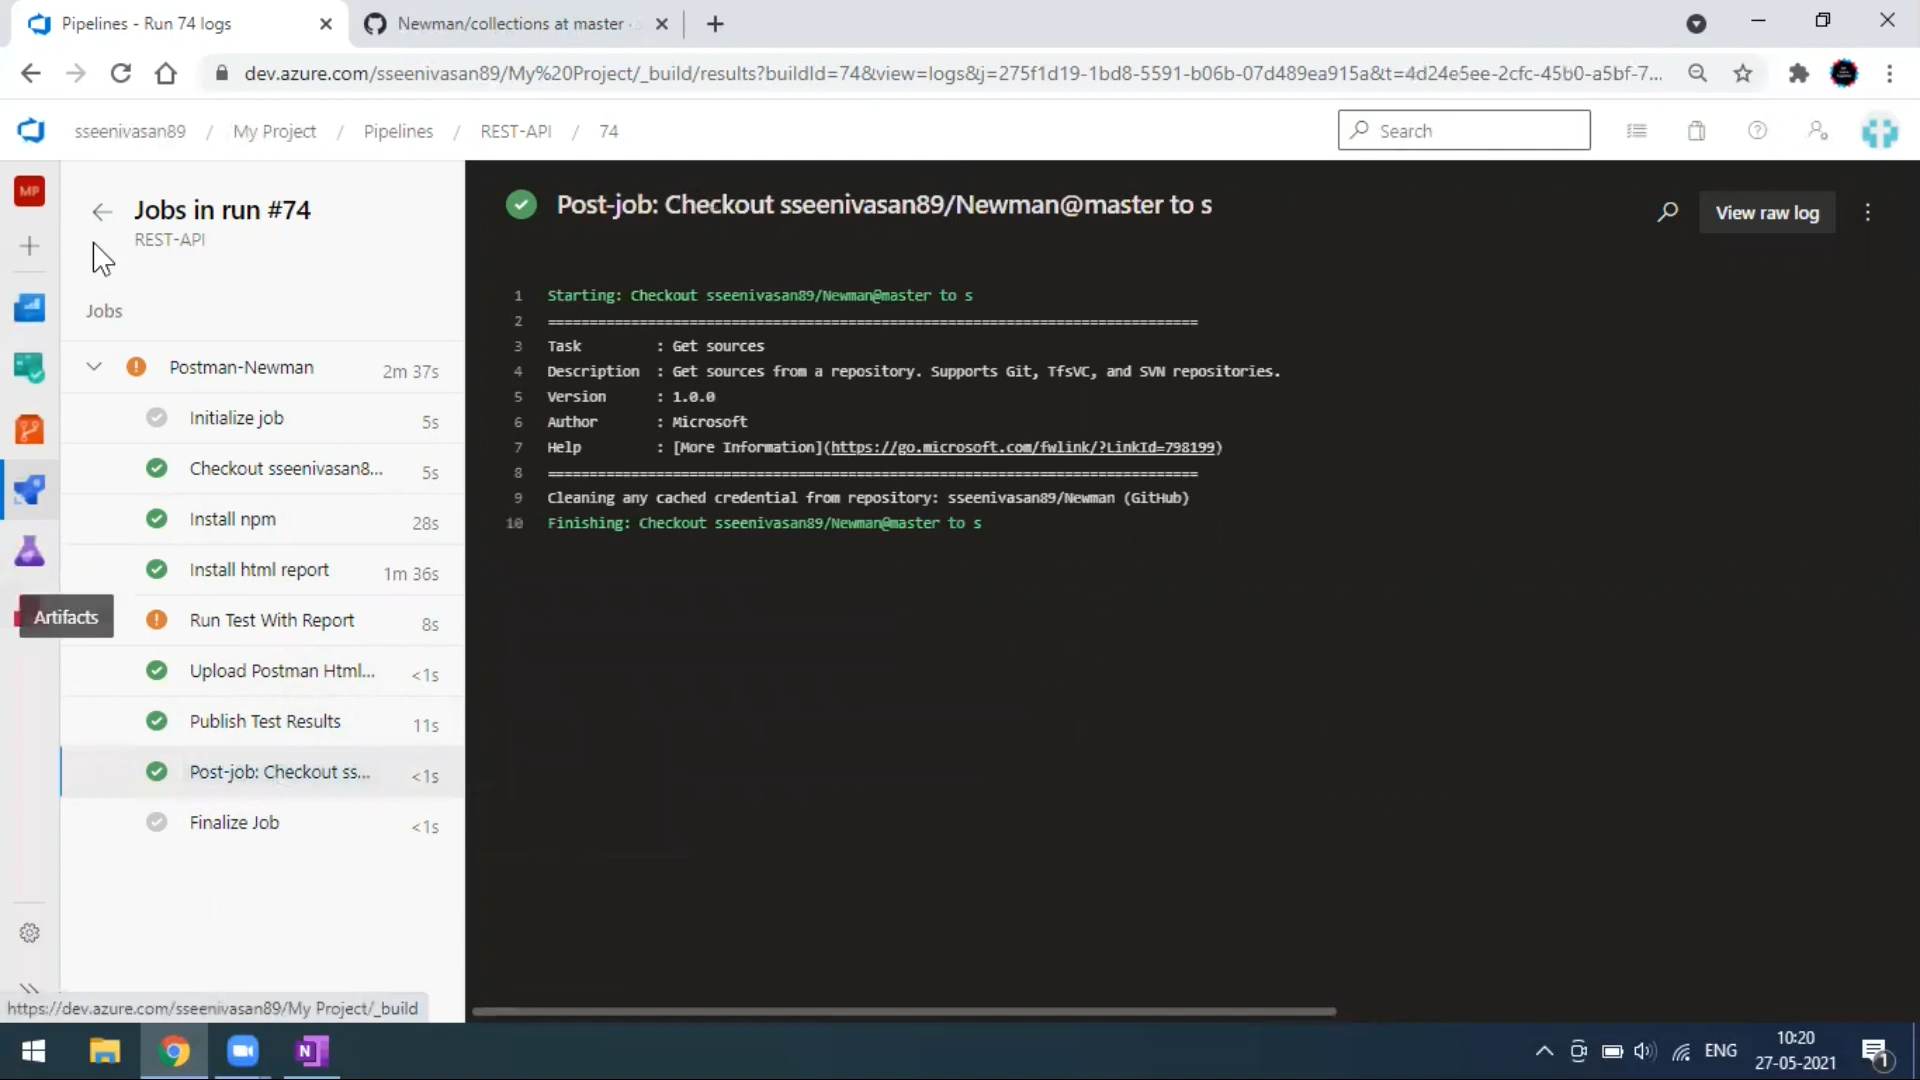 Pipelines - Run 74 logs
Newman/collections at master
dev.azure.com/sseenivasan89/My%20Project/_build/results?buildId=74&view=logs&j=275f1d19-1bd8-5591-b06b-07d489ea915a&t=4d24e5ee-2cfc-45b0-a5bf-7...
sseenivasan89 / My Project / Pipelines / REST-API / 74
Search
MP
Jobs in run #74
REST-API
Jobs
Postman-Newman 2m 37s
Initialize job 5s
Checkout sseenivasan8... 5s
Install npm 28s
Install html report 1m 36s
Artifacts
Run Test With Report 8s
Upload Postman Html... <1s
Publish Test Results 11s
Post-job: Checkout ss... <1s
Finalize Job <1s
Post-job: Checkout sseenivasan89/Newman@master to s
View raw log
1 Starting: Checkout sseenivasan89/Newman@master to s
2 ==============================================================================
3 Task : Get sources
4 Description : Get sources from a repository. Supports Git, TfsVC, and SVN repositories.
5 Version : 1.0.0
6 Author : Microsoft
7 Help : [More Information](https://go.microsoft.com/fwlink/?LinkId=798199)
8 ==============================================================================
9 Cleaning any cached credential from repository: sseenivasan89/Newman (GitHub)
10 Finishing: Checkout sseenivasan89/Newman@master to s
https://dev.azure.com/sseenivasan89/My Project/_build
N
ENG
10:20
27-05-2021
1